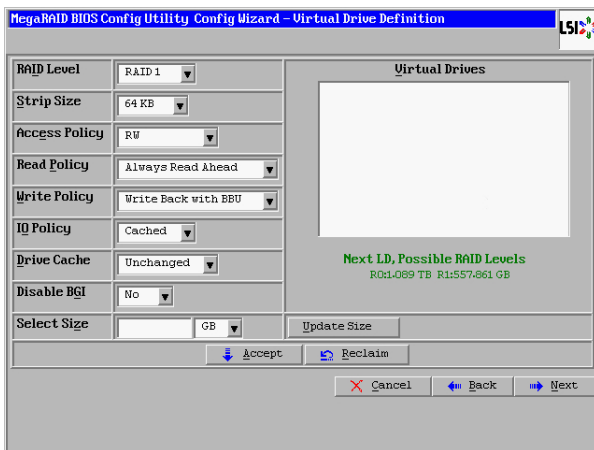 MegaRAID BIOS Config Utility Config Wizard – Virtual Drive Definition
LSI
RAID Level
RAID 1
Strip Size
64 KB
Access Policy
RW
Read Policy
Always Read Ahead
Write Policy
Write Back with BBU
IO Policy
Cached
Drive Cache
Unchanged
Disable BGI
No
Select Size
GB
Virtual Drives
Next LD, Possible RAID Levels
R0:1.089 TB R1:557.861 GB
Update Size
Accept
Reclaim
Cancel
Back
Next